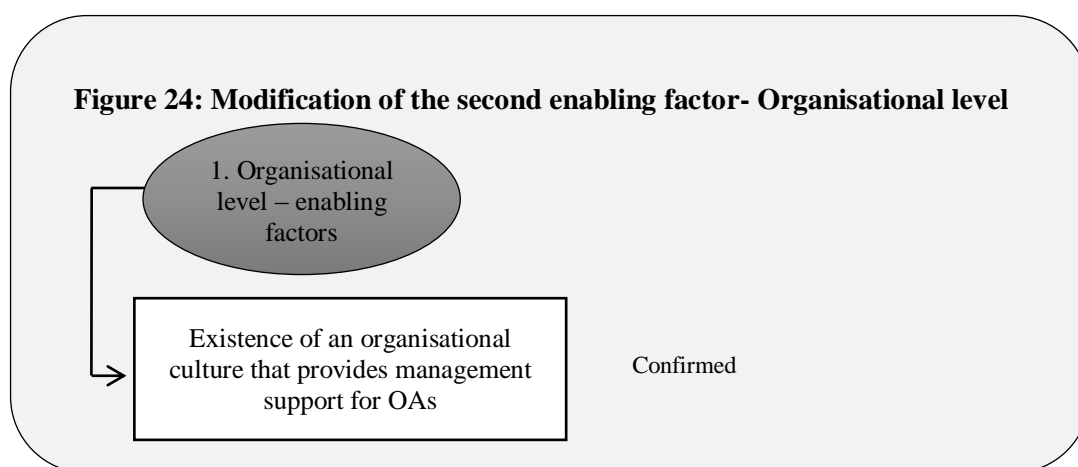 Figure 24: Modification of the second enabling factor- Organisational level
1. Organisational
level – enabling
factors
Existence of an organisational
culture that provides management
support for OAs
Confirmed